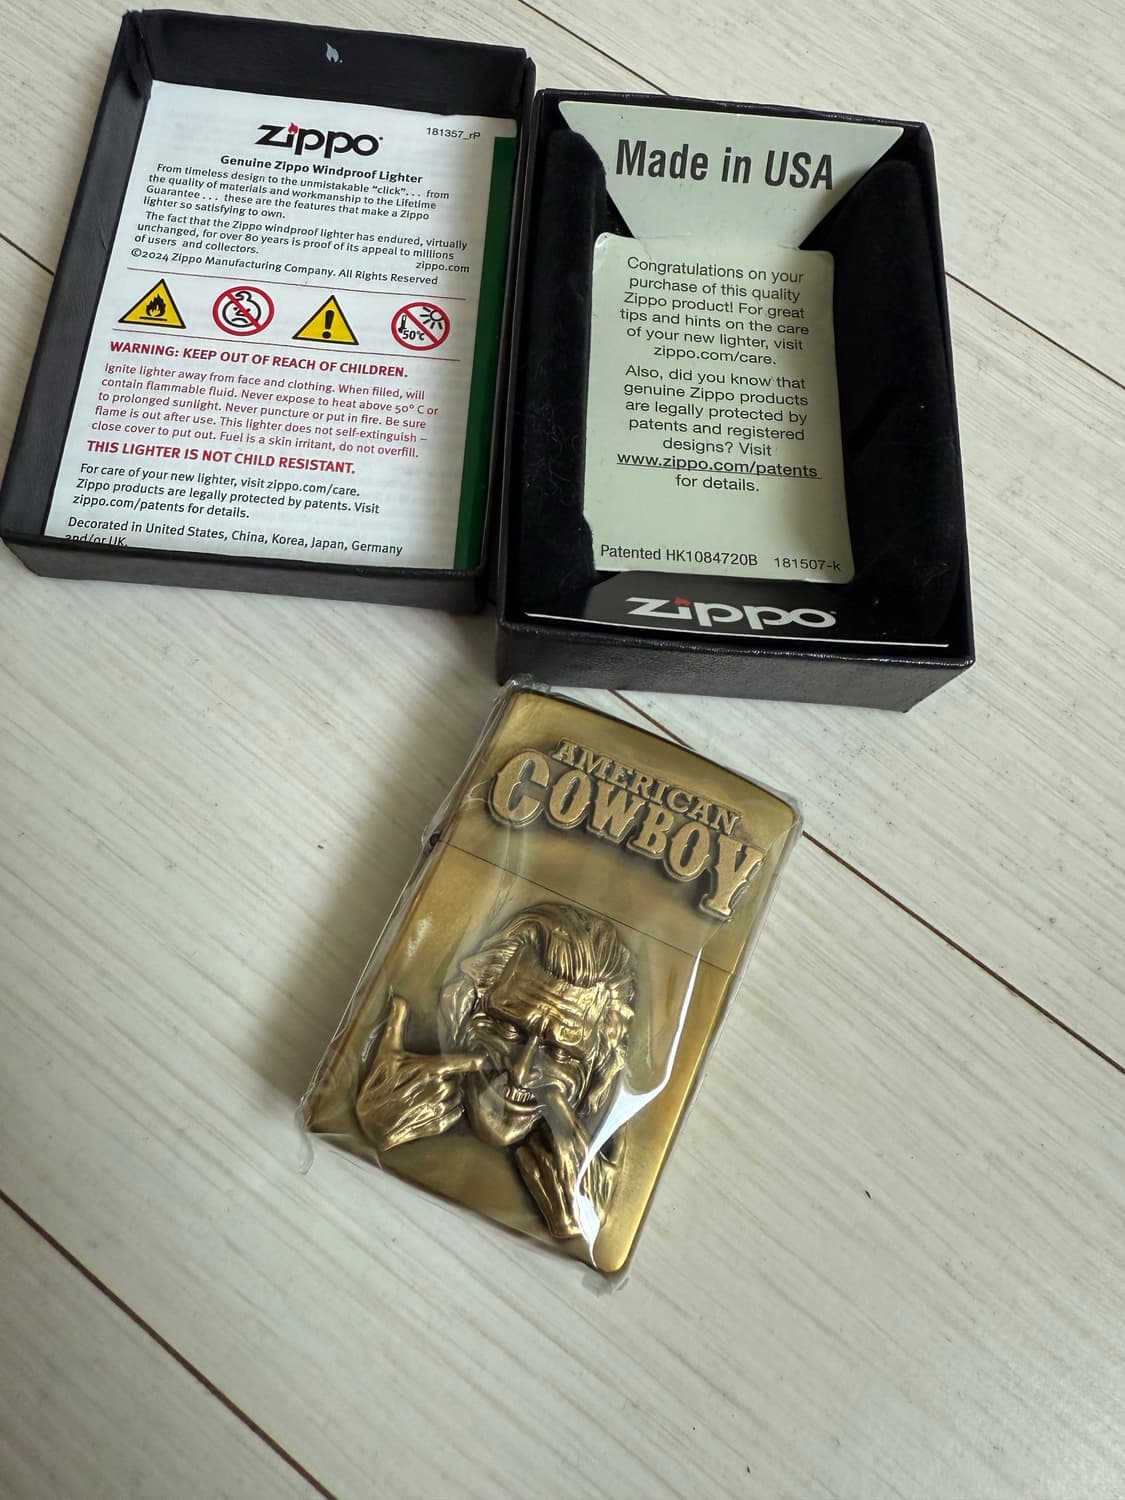 Zippo
181357_rP
Genuine Zippo Windproof Lighter
From timeless design to the unmistakable “click”. . . from
the quality of materials and workmanship to the Lifetime
Guarantee . . . these are the features that make a Zippo
lighter so satisfying to own.
The fact that the Zippo windproof lighter has endured, virtually
unchanged, for over 80 years is proof of its appeal to millions
of users and collectors.
zippo.com
©2024 Zippo Manufacturing Company. All Rights Reserved
50°C
WARNING: KEEP OUT OF REACH OF CHILDREN.
Ignite lighter away from face and clothing. When filled, will
contain flammable fluid. Never expose to heat above 50° C or
to prolonged sunlight. Never puncture or put in fire. Be sure
flame is out after use. This lighter does not self-extinguish –
close cover to put out. Fuel is a skin irritant, do not overfill.
THIS LIGHTER IS NOT CHILD RESISTANT.
For care of your new lighter, visit zippo.com/care.
Zippo products are legally protected by patents. Visit
zippo.com/patents for details.
Decorated in United States, China, Korea, Japan, Germany
and/or UK.
Made in USA
Congratulations on your
purchase of this quality
Zippo product! For great
tips and hints on the care
of your new lighter, visit
zippo.com/care.
Also, did you know that
genuine Zippo products
are legally protected by
patents and registered
designs? Visit
www.zippo.com/patents
for details.
Patented HK1084720B 181507-k
Zippo
AMERICAN
COWBOY